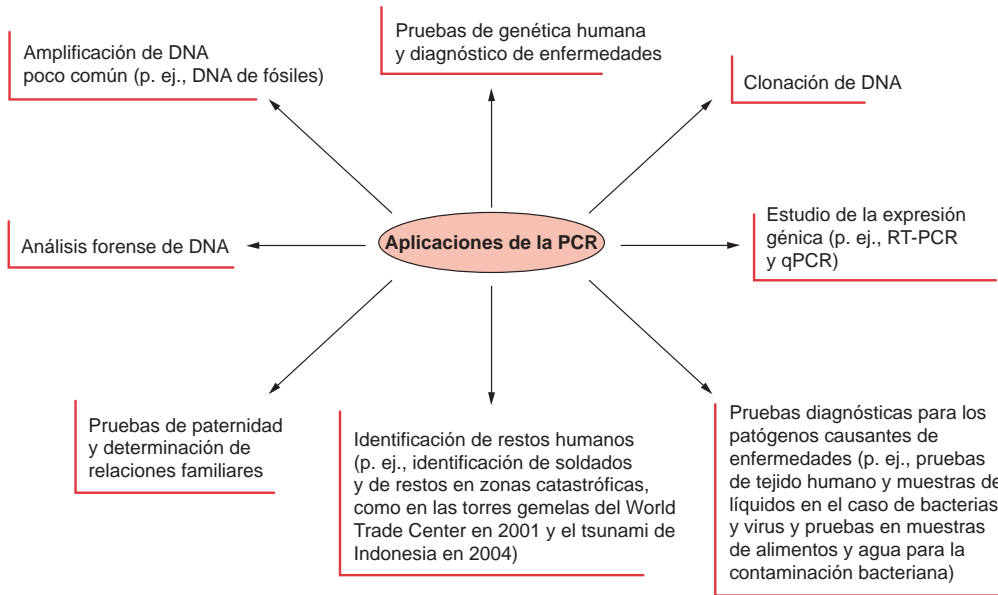 Amplificación de DNA
poco común (p. ej., DNA de fósiles)
Pruebas de genética humana
y diagnóstico de enfermedades
Clonación de DNA
Análisis forense de DNA
Aplicaciones de la PCR
Estudio de la expresión
génica (p. ej., RT-PCR
y qPCR)
Pruebas de paternidad
y determinación de
relaciones familiares
Identificación de restos humanos
(p. ej., identificación de soldados
y de restos en zonas catastróficas,
como en las torres gemelas del World
Trade Center en 2001 y el tsunami de
Indonesia en 2004)
Pruebas diagnósticas para los
patógenos causantes de
enfermedades (p. ej., pruebas
de tejido humano y muestras de
líquidos en el caso de bacterias
y virus y pruebas en muestras
de alimentos y agua para la
contaminación bacteriana)